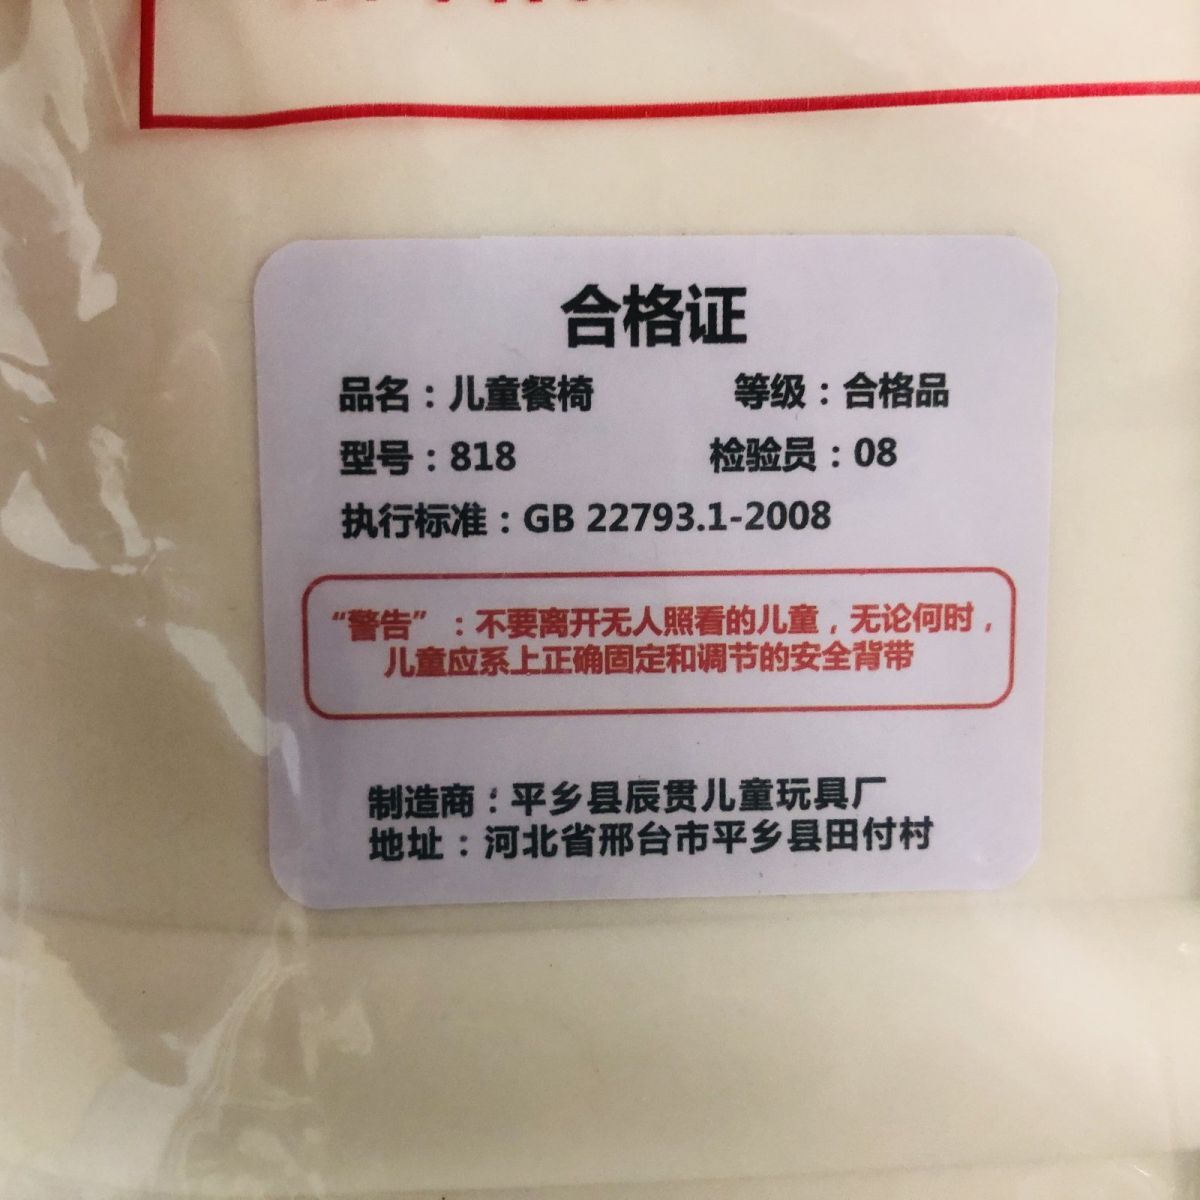 合格证
品名：儿童餐椅 等级：合格品
型号：818 检验员：08
执行标准：GB 22793.1-2008
“警告”：不要离开无人照看的儿童，无论何时，
儿童应系上正确固定和调节的安全背带
制造商：平乡县辰贯儿童玩具厂
地址：河北省邢台市平乡县田付村